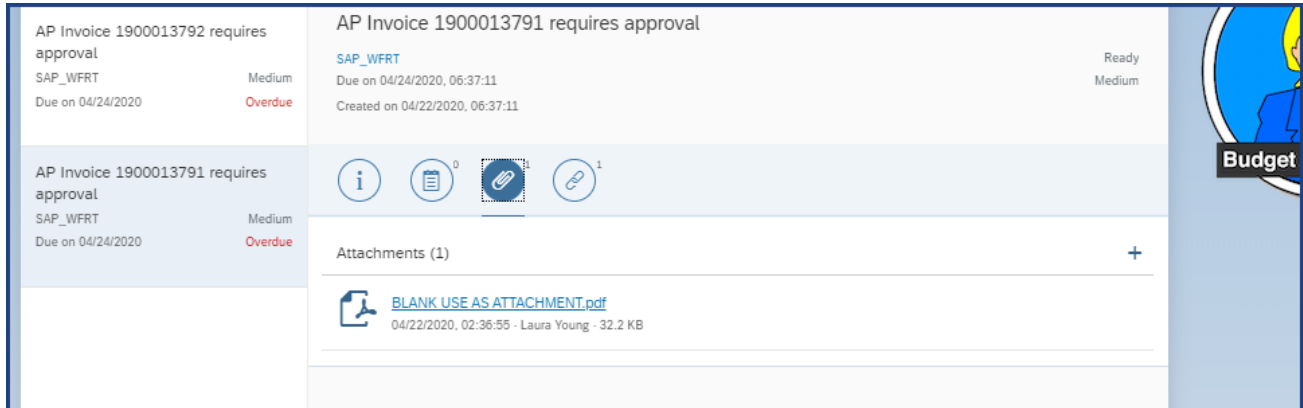 AP Invoice 1900013792 requires
approval
SAP_WFRT Medium
Due on 04/24/2020 Overdue
AP Invoice 1900013791 requires
approval
SAP_WFRT Medium
Due on 04/24/2020 Overdue
AP Invoice 1900013791 requires approval
SAP_WFRT Ready
Due on 04/24/2020, 06:37:11 Medium
Created on 04/22/2020, 06:37:11
i 0 1 1
Attachments (1) +
BLANK USE AS ATTACHMENT.pdf
04/22/2020, 02:36:55 · Laura Young · 32.2 KB
Budget